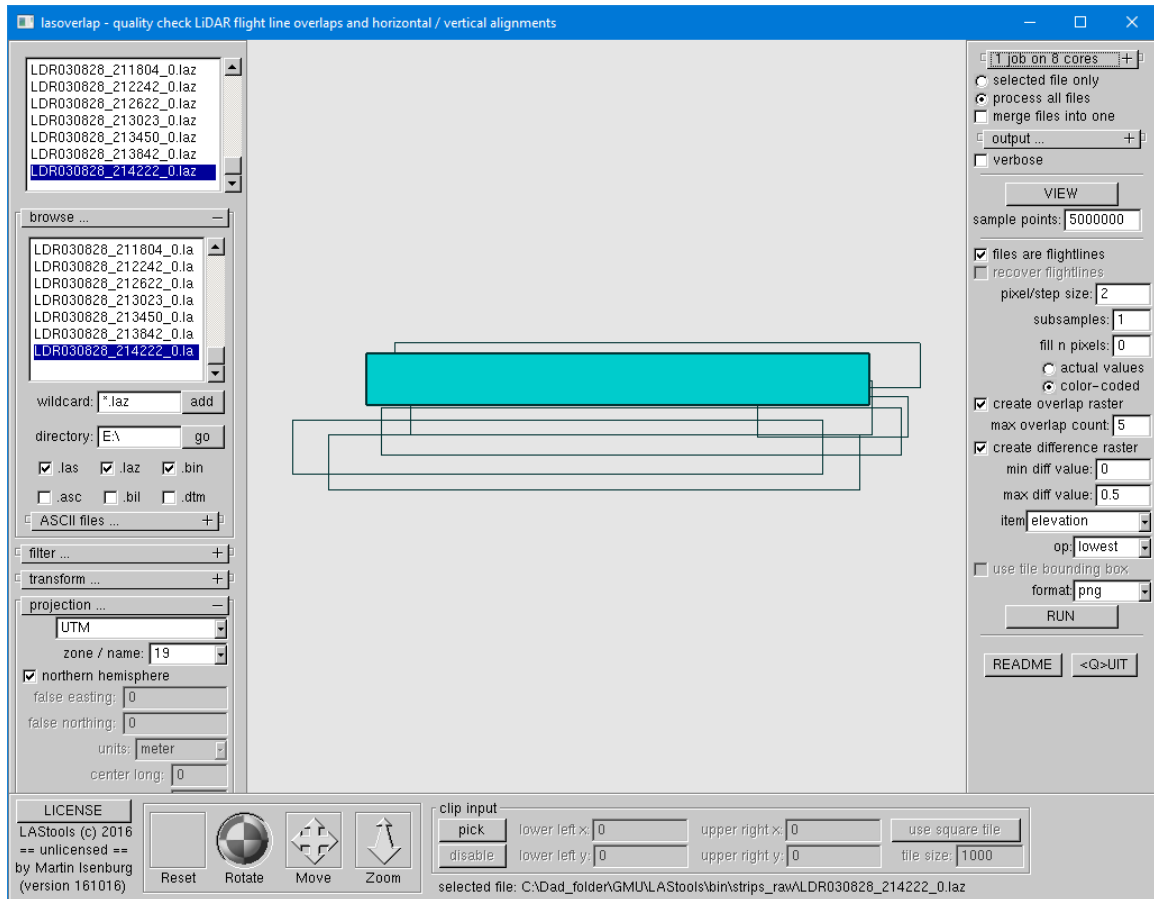 lasoverlap - quality check LiDAR flight line overlaps and horizontal / vertical alignments
LDR030828_211804_0.laz
LDR030828_212242_0.laz
LDR030828_212622_0.laz
LDR030828_213023_0.laz
LDR030828_213450_0.laz
LDR030828_213842_0.laz
LDR030828_214222_0.laz
browse ...
LDR030828_211804_0.la
LDR030828_212242_0.la
LDR030828_212622_0.la
LDR030828_213023_0.la
LDR030828_213450_0.la
LDR030828_213842_0.la
LDR030828_214222_0.la
wildcard: *.laz add
directory: E:\ go
.las .laz .bin
.asc .bil .dtm
ASCII files ... +
filter ... +
transform ... +
projection ...
UTM
zone / name: 19
northern hemisphere
false easting: 0
false northing: 0
units: meter
center long: 0
1 job on 8 cores +
selected file only
process all files
merge files into one
output ... +
verbose
VIEW
sample points: 5000000
files are flightlines
recover flightlines
pixel/step size: 2
subsamples: 1
fill n pixels: 0
actual values
color-coded
create overlap raster
max overlap count: 5
create difference raster
min diff value: 0
max diff value: 0.5
item elevation
op: lowest
use tile bounding box
format: png
RUN
README <Q>UIT
LICENSE
LAStools (c) 2016
== unlicensed ==
by Martin Isenburg
(version 161016)
Reset Rotate Move Zoom
clip input
pick lower left x: 0 upper right x: 0 use square tile
disable lower left y: 0 upper right y: 0 tile size: 1000
selected file: C:\Dad_folder\GMU\LAStools\bin\strips_raw\LDR030828_214222_0.laz